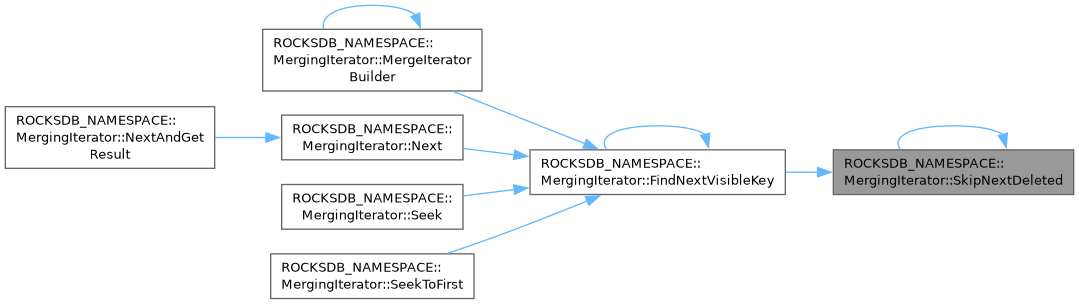 ROCKSDB_NAMESPACE::
MergingIterator::MergeIterator
Builder
ROCKSDB_NAMESPACE::
MergingIterator::NextAndGet
Result
ROCKSDB_NAMESPACE::
MergingIterator::Next
ROCKSDB_NAMESPACE::
MergingIterator::FindNextVisibleKey
ROCKSDB_NAMESPACE::
MergingIterator::SkipNextDeleted
ROCKSDB_NAMESPACE::
MergingIterator::Seek
ROCKSDB_NAMESPACE::
MergingIterator::SeekToFirst